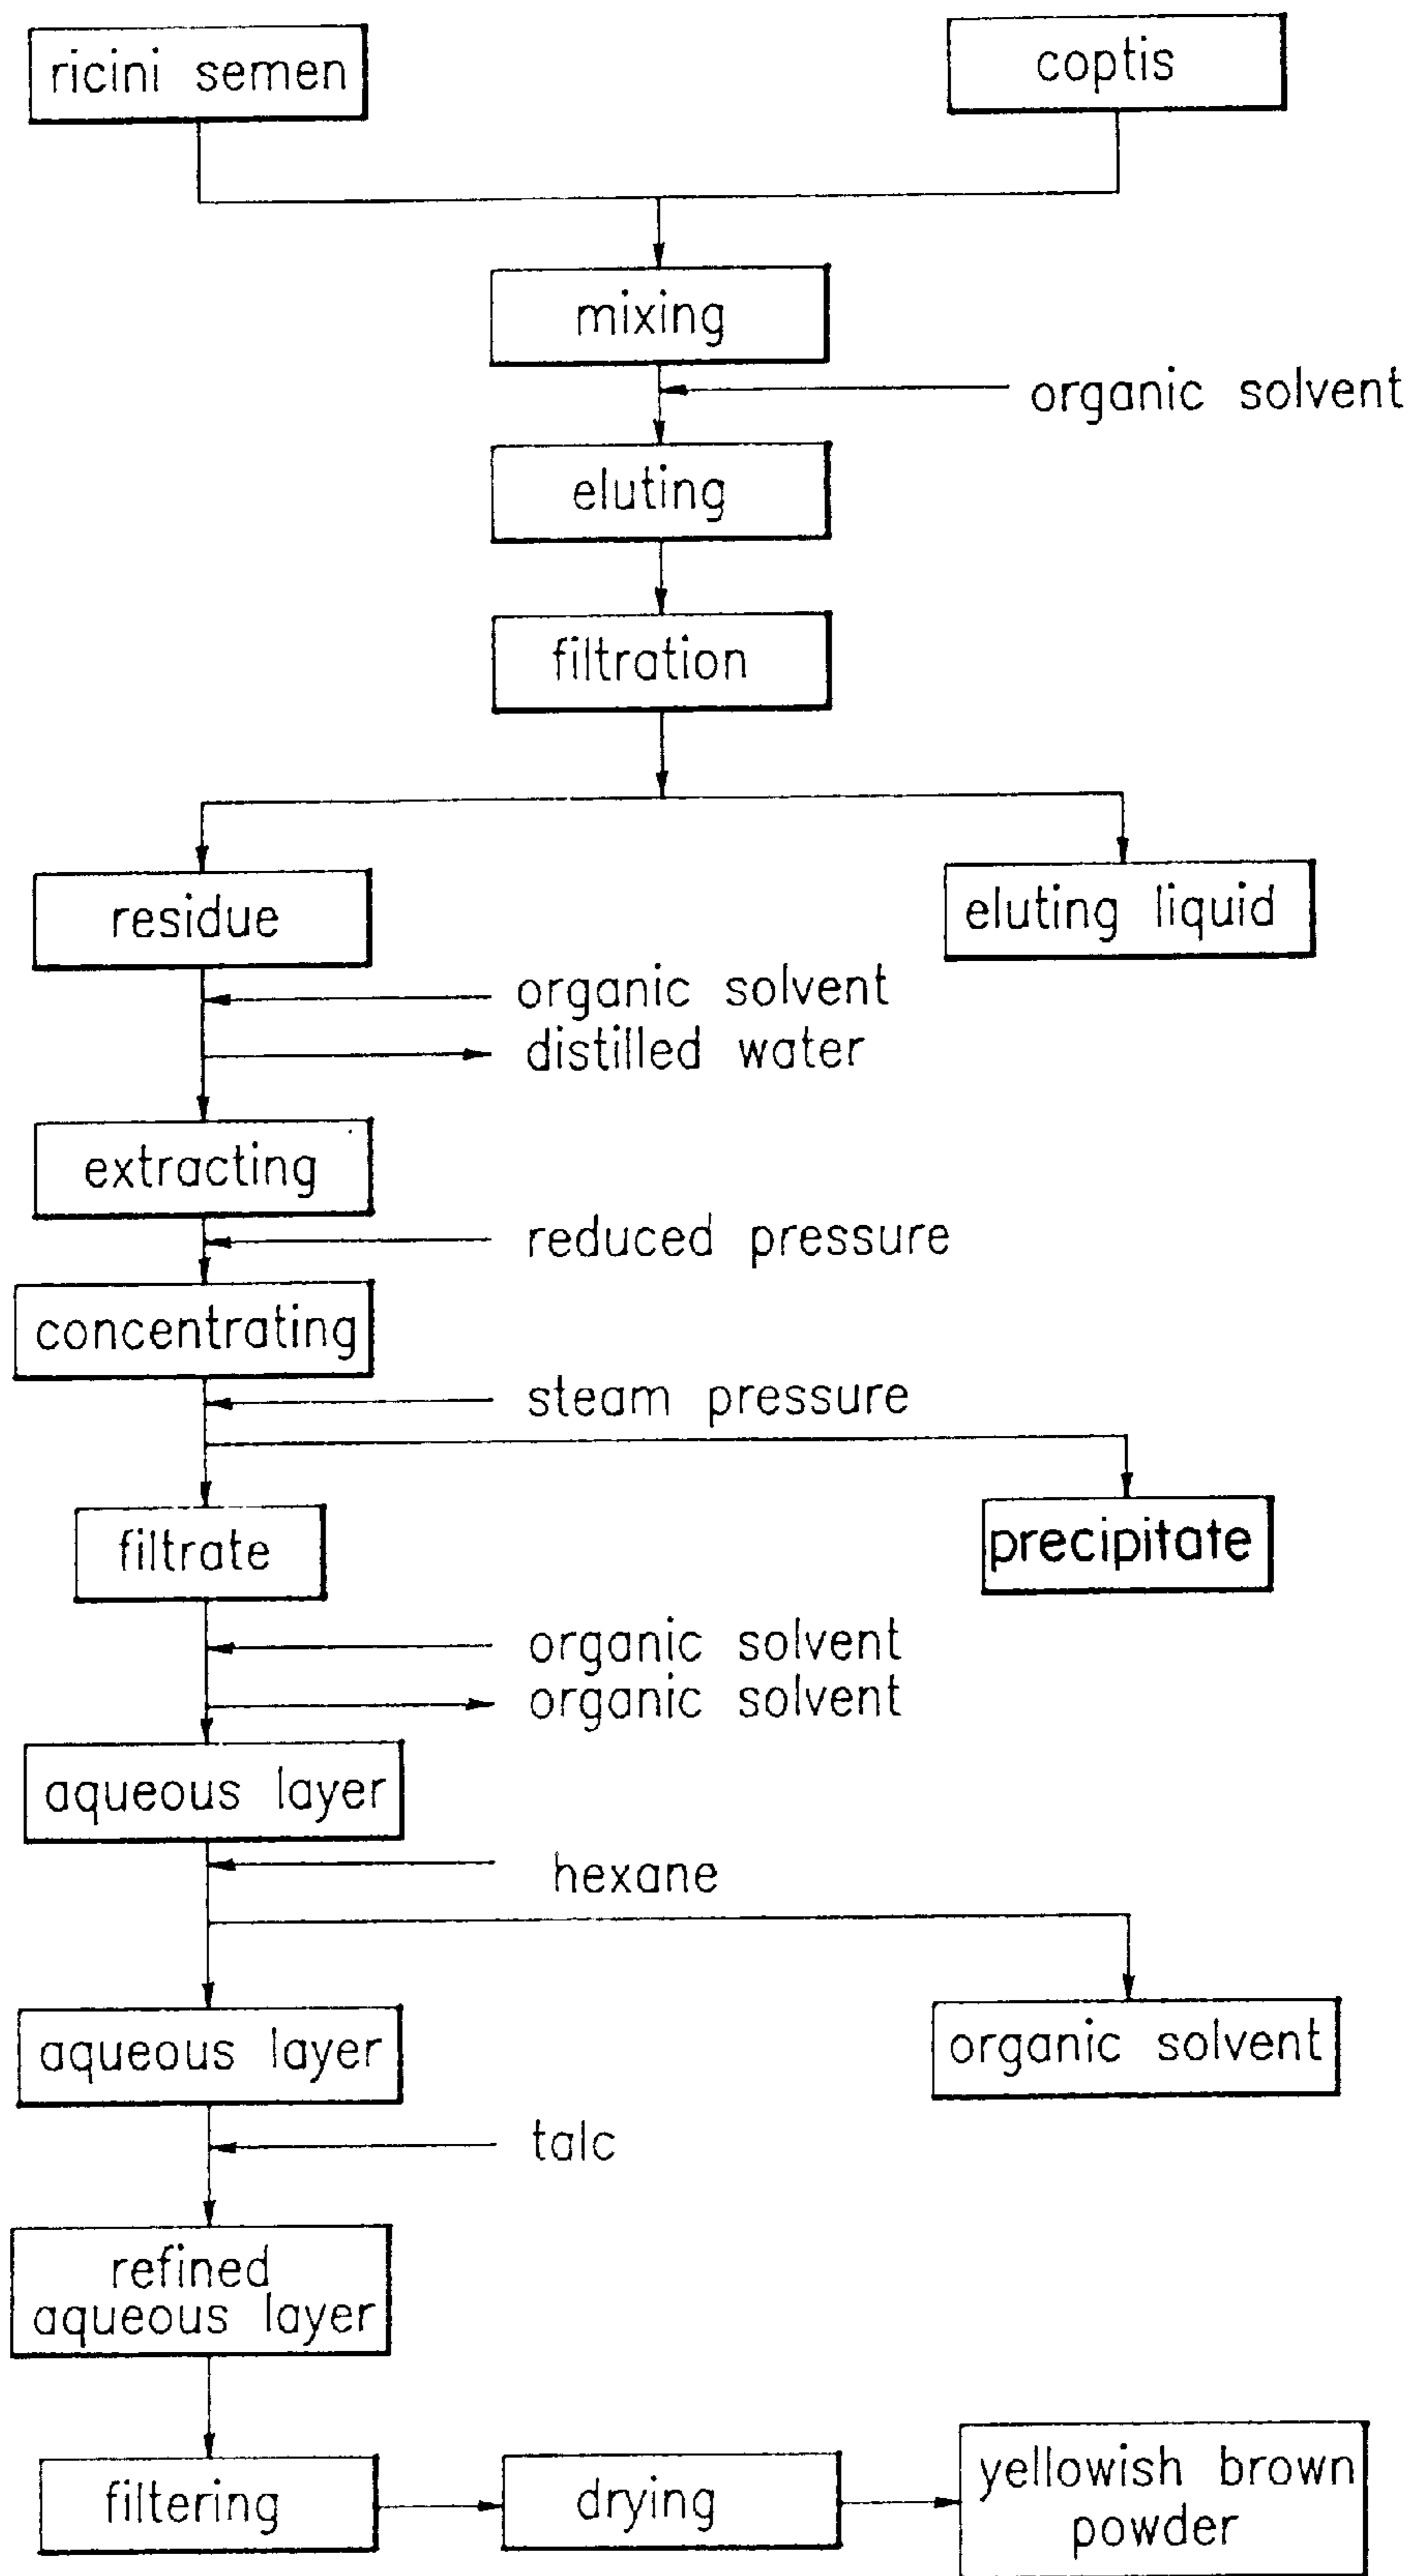 ricini semen
coptis
mixing
organic solvent
eluting
filtration
residue
eluting liquid
organic solvent
distilled water
extracting
reduced pressure
concentrating
steam pressure
filtrate
precipitate
organic solvent
organic solvent
aqueous layer
hexane
aqueous layer
organic solvent
talc
refined
aqueous layer
filtering
drying
yellowish brown
powder